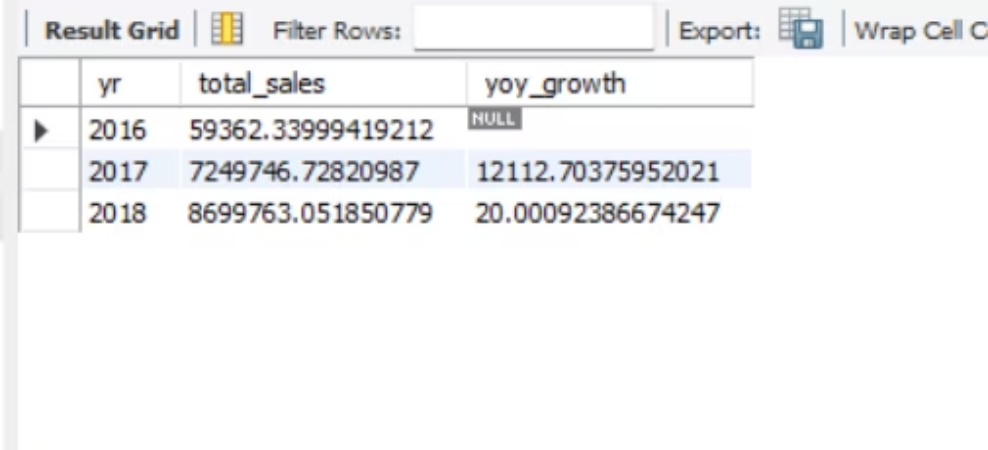 Result Grid Filter Rows: Export: Wrap Cell C
yr total_sales yoy_growth
2016 59362.33999419212 NULL
2017 7249746.72820987 12112.70375952021
2018 8699763.051850779 20.00092386674247